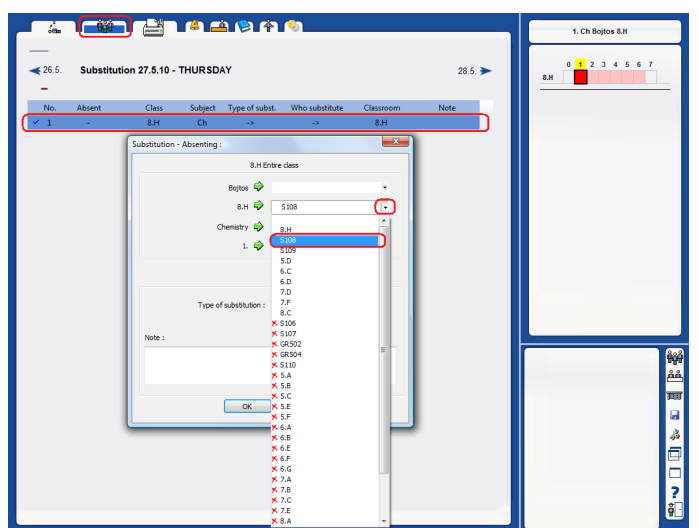 26.5. Substitution 27.5.10 - THURSDAY 28.5.
No. Absent Class Subject Type of subst. Who substitute Classroom Note
1 - 8.H Ch -> -> 8.H
Substitution - Absenting :
8.H Entire class
Bojtos
8.H S108
Chemistry
1.
Type of substitution :
Note :
OK
8.H
S108
S109
5.D
6.C
6.D
7.D
7.F
8.C
S106
S107
GR502
GR504
S110
5.A
5.B
5.C
5.E
5.F
6.A
6.B
6.E
6.F
6.G
7.A
7.B
7.C
7.E
8.A
1. Ch Bojtos 8.H
0 1 2 3 4 5 6 7
8.H